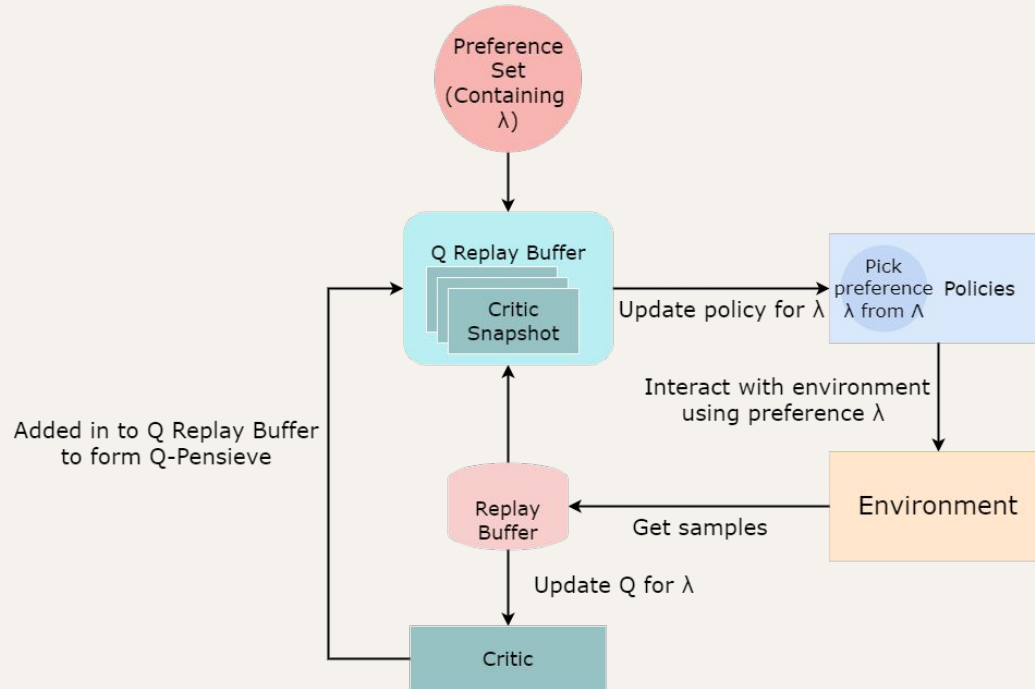 Preference
Set
(Containing
λ)
Q Replay Buffer
Critic
Snapshot
Update policy for λ
Pick
preference
λ from Λ
Policies
Interact with environment
using preference λ
Added in to Q Replay Buffer
to form Q-Pensieve
Replay
Buffer
Get samples
Environment
Update Q for λ
Critic